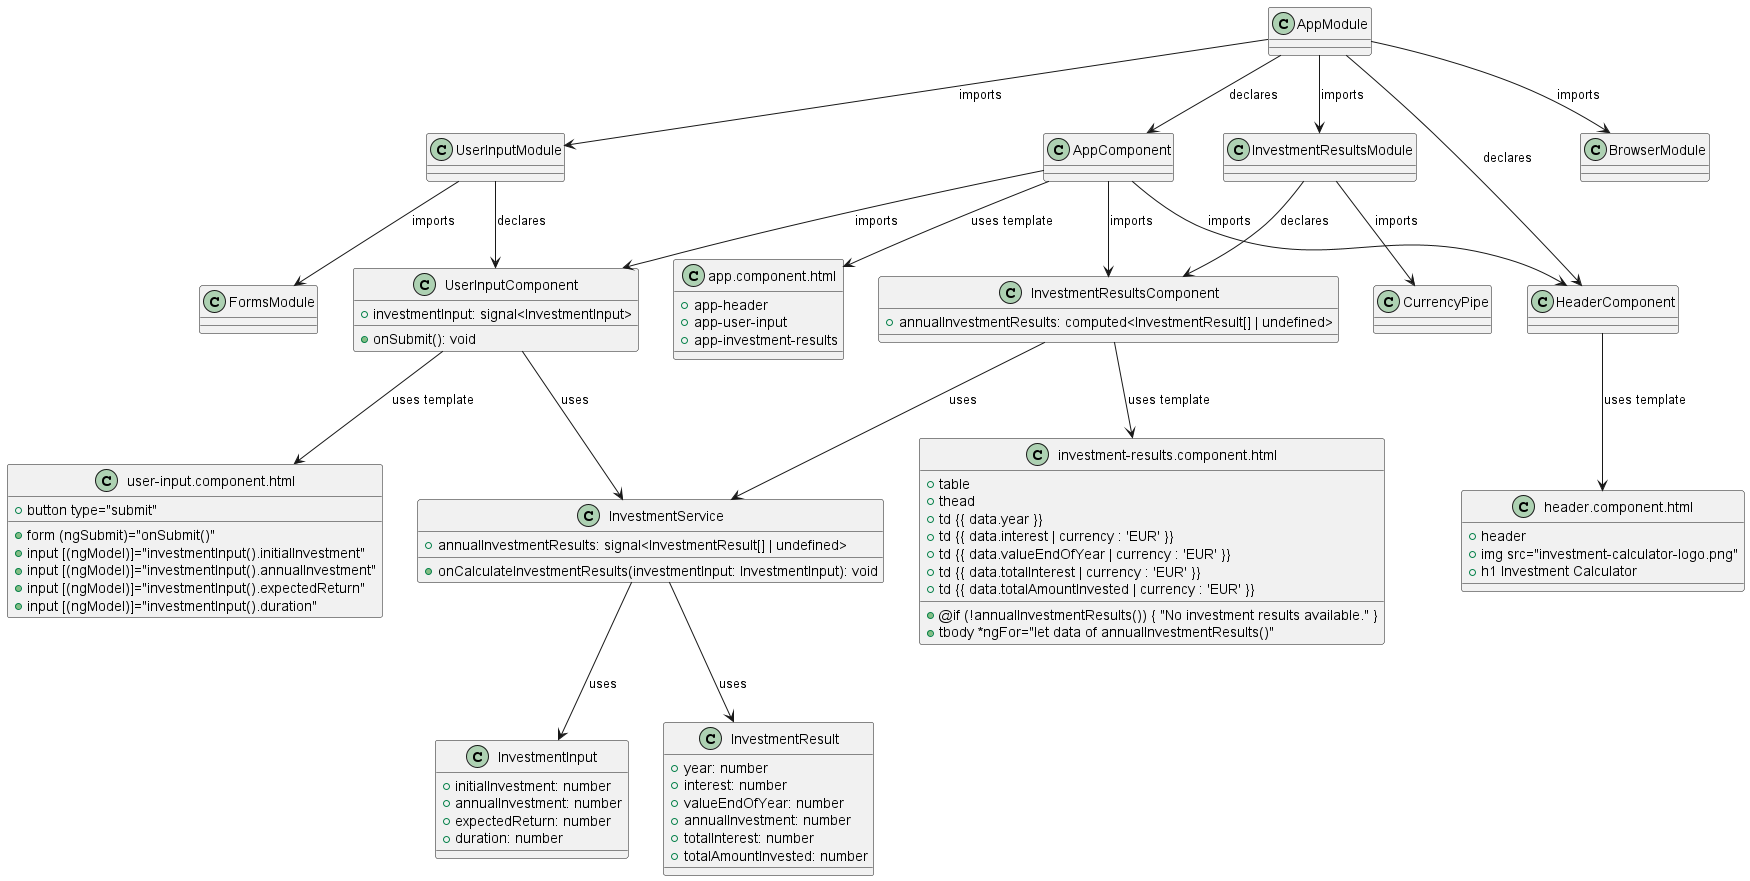 C AppModule
imports
declares
imports
imports
declares
C UserInputModule
C AppComponent
C InvestmentResultsModule
C BrowserModule
imports
declares
imports
uses template
imports
imports
declares
imports
C FormsModule
C UserInputComponent
investmentInput: signal<InvestmentInput>
onSubmit(): void
C app.component.html
app-header
app-user-input
app-investment-results
C InvestmentResultsComponent
annualInvestmentResults: computed<InvestmentResult[] | undefined>
C CurrencyPipe
C HeaderComponent
uses template
uses
uses
uses template
uses template
C user-input.component.html
button type="submit"
form (ngSubmit)="onSubmit()"
input [(ngModel)]="investmentInput().initialInvestment"
input [(ngModel)]="investmentInput().annualInvestment"
input [(ngModel)]="investmentInput().expectedReturn"
input [(ngModel)]="investmentInput().duration"
C InvestmentService
annualInvestmentResults: signal<InvestmentResult[] | undefined>
onCalculateInvestmentResults(investmentInput: InvestmentInput): void
C investment-results.component.html
table
thead
td {{ data.year }}
td {{ data.interest | currency : 'EUR' }}
td {{ data.valueEndOfYear | currency : 'EUR' }}
td {{ data.totalInterest | currency : 'EUR' }}
td {{ data.totalAmountInvested | currency : 'EUR' }}
@if (!annualInvestmentResults()) { "No investment results available." }
tbody *ngFor="let data of annualInvestmentResults()"
C header.component.html
header
img src="investment-calculator-logo.png"
h1 Investment Calculator
uses
uses
C InvestmentInput
initialInvestment: number
annualInvestment: number
expectedReturn: number
duration: number
C InvestmentResult
year: number
interest: number
valueEndOfYear: number
annualInvestment: number
totalInterest: number
totalAmountInvested: number